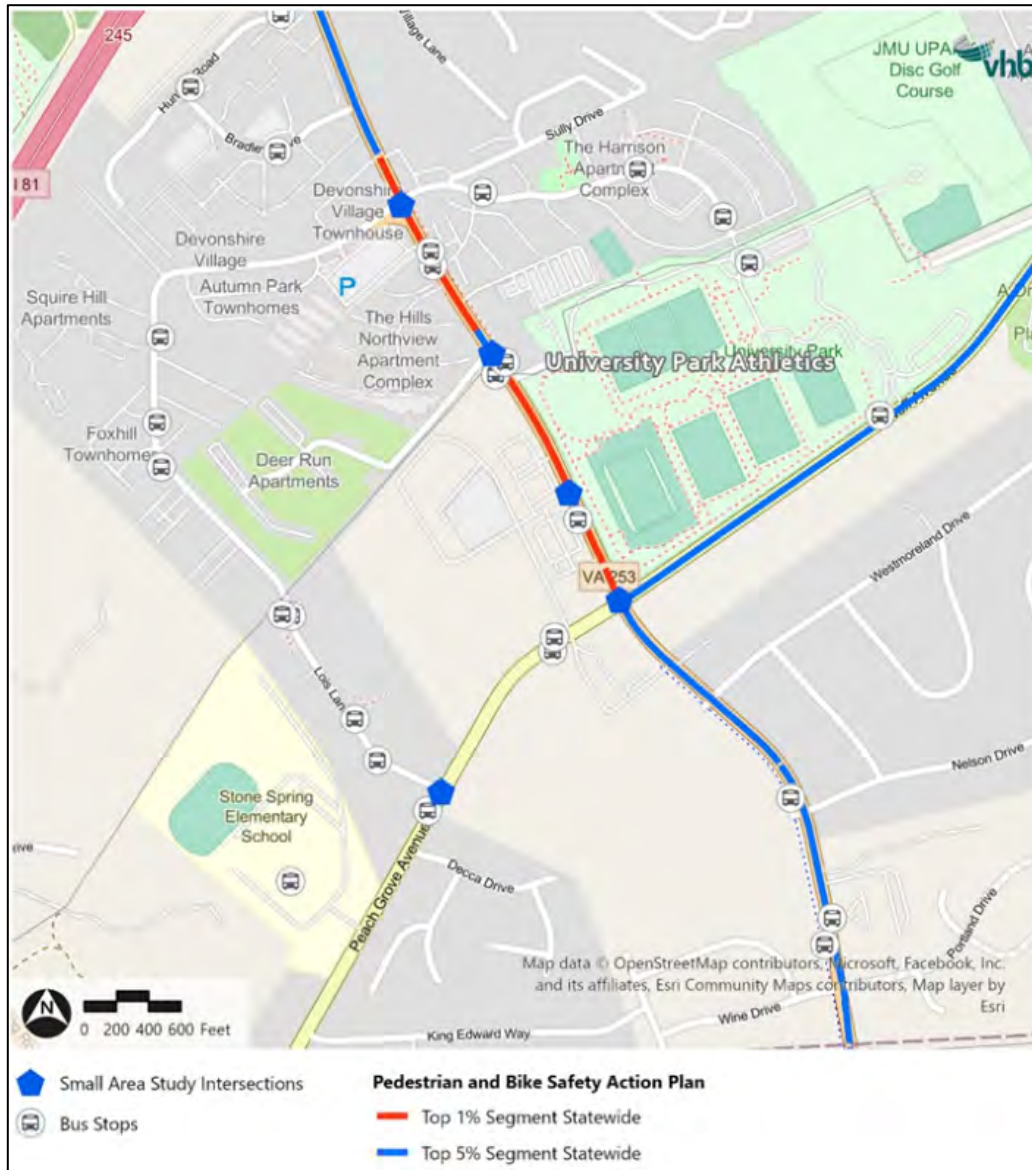 245
Village Lane
JMU UPA
Disc Golf
Course
vhb
Road
Sully Drive
The Harrison
Complex
I 81
Devonshire
Village
Townhouse
Devonshire
Village
Autumn Park
Townhomes
P
Squire Hill
Apartments
The Hills
Northview
Apartment
Complex
University Park Athletics
University Park
Foxhill
Townhomes
Deer Run
Apartments
Westmoreland Drive
VA 253
Lois Lan
Nelson Drive
Stone Spring
Elementary
School
Peach Grove Avenue
Decca Drive
Portland Drive
Map data © OpenStreetMap contributors, Microsoft, Facebook, Inc.
and its affiliates, Esri Community Maps contributors, Map layer by
Esri
Wine Drive
King Edward Way
N
0 200 400 600 Feet
Small Area Study Intersections
Bus Stops
Pedestrian and Bike Safety Action Plan
Top 1% Segment Statewide
Top 5% Segment Statewide